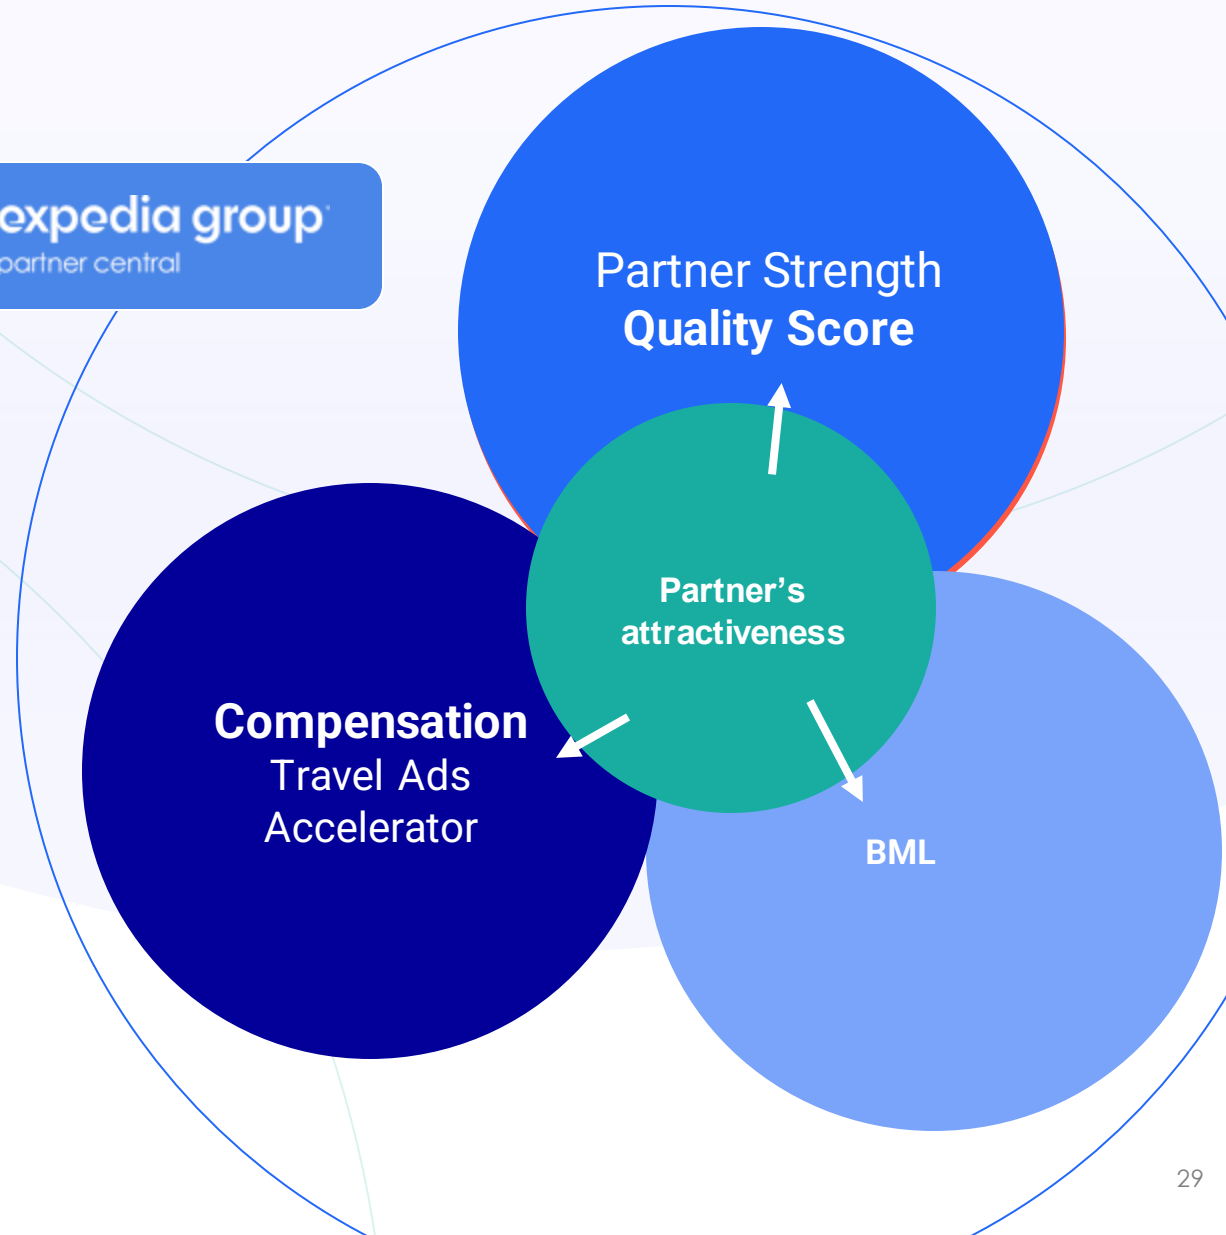 expedia group
partner central
Partner Strength
Quality Score
Partner's
attractiveness
Compensation
Travel Ads
Accelerator
BML
29